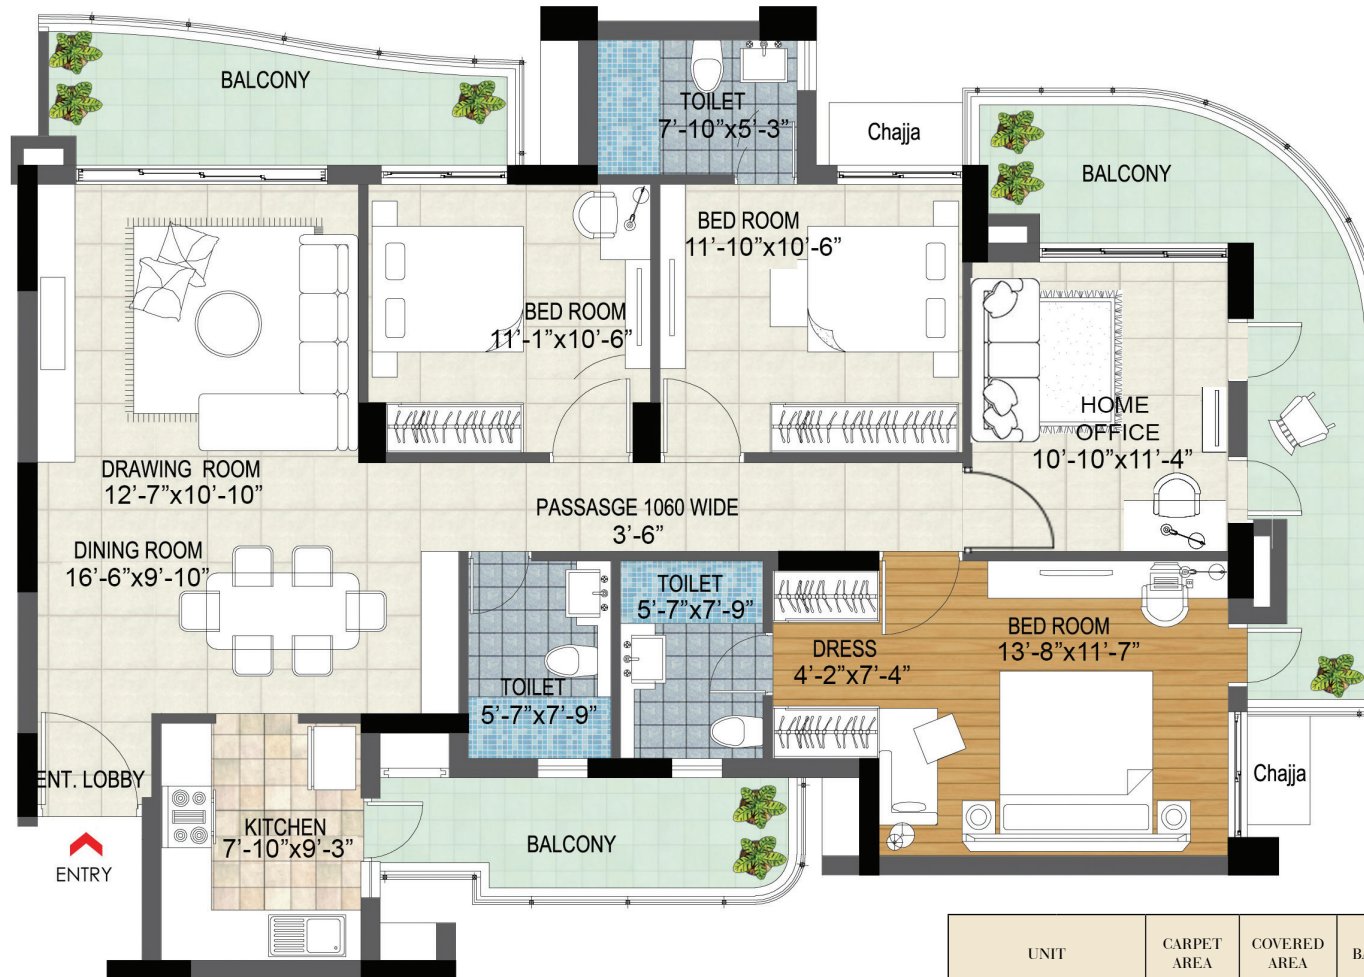 BALCONY
TOILET
7'-10"x5'-3"
Chajja
BALCONY
BED ROOM
11'-10"x10'-6"
BED ROOM
11'-1"x10'-6"
HOME
OFFICE
10'-10"x11'-4"
DRAWING ROOM
12'-7"x10'-10"
PASSASGE 1060 WIDE
3'-6"
DINING ROOM
16'-6"x9'-10"
TOILET
5'-7"x7'-9"
BED ROOM
13'-8"x11'-7"
DRESS
4'-2"x7'-4"
TOILET
5'-7"x7'-9"
ENT. LOBBY
Chajja
KITCHEN
7'-10"x9'-3"
BALCONY
ENTRY
UNIT
CARPET
AREA
COVERED
AREA